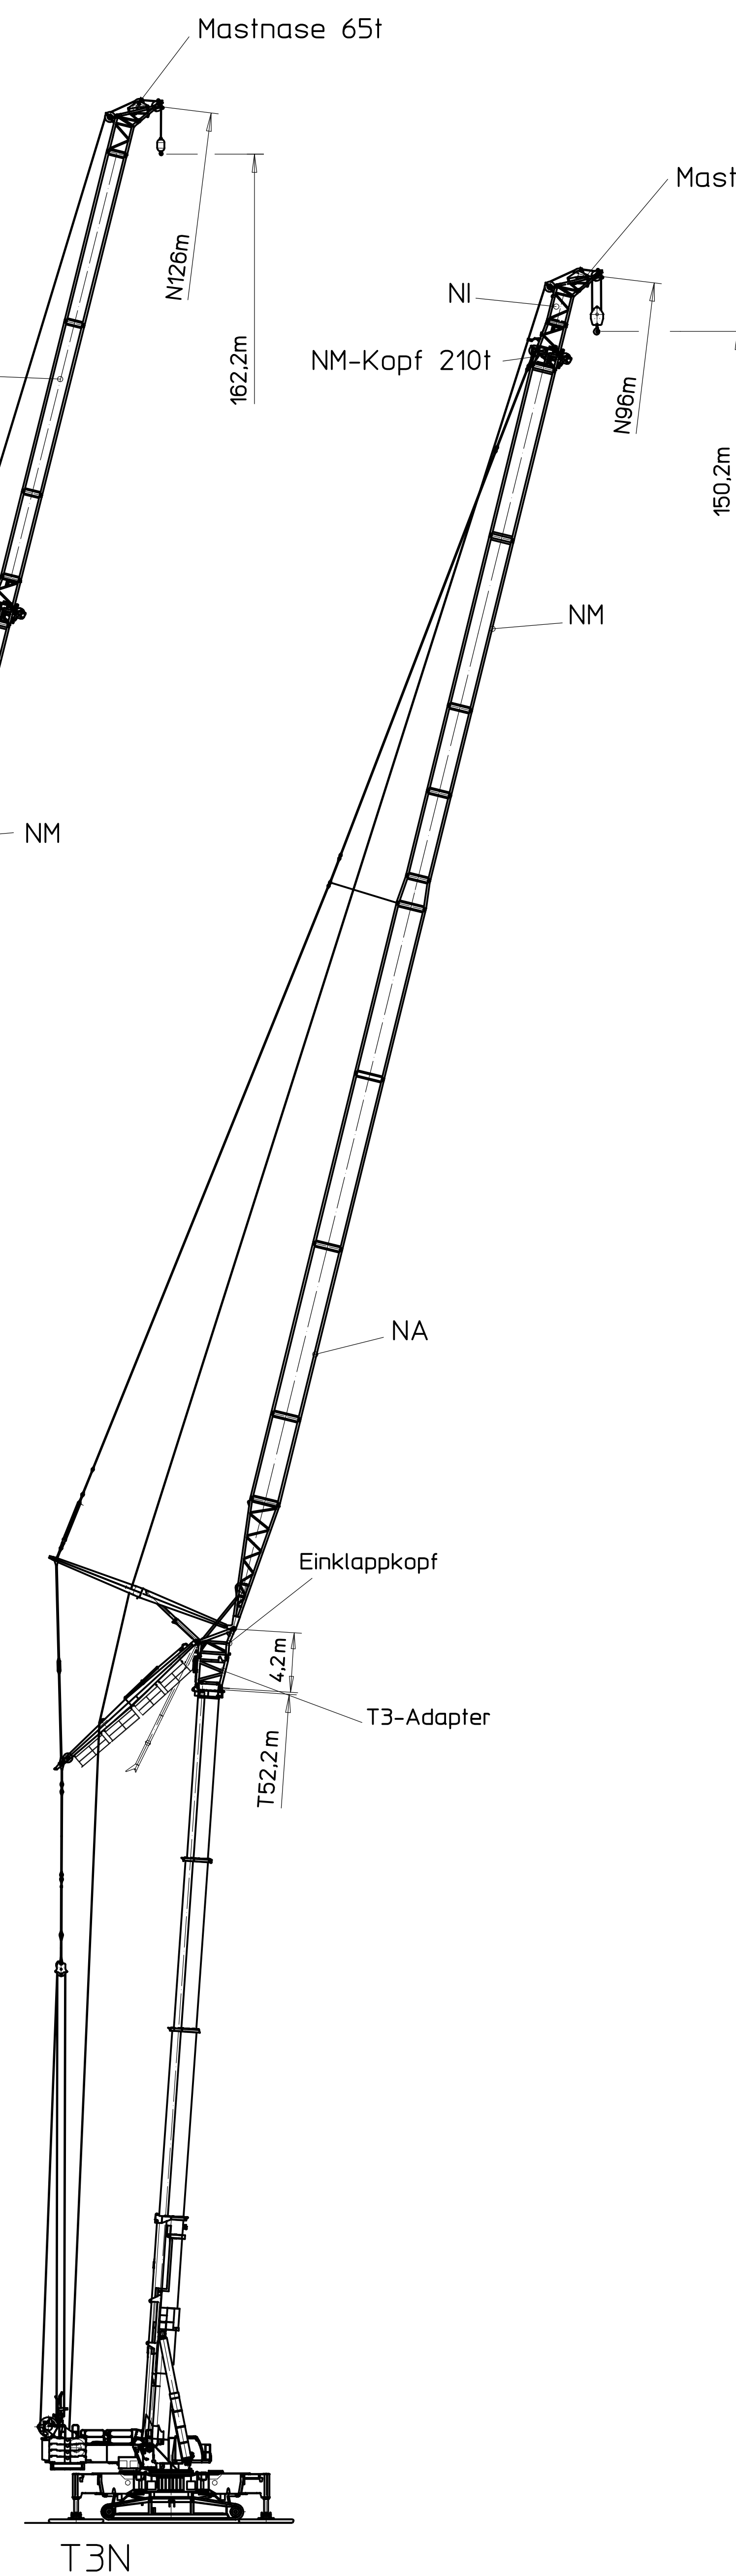 Mastnase 65t
Mast
N126m
162,2m
NI
NM-Kopf 210t
N96m
150,2m
NM
NM
NA
Einklappkopf
4,2m
T3-Adapter
T52,2m
T3N